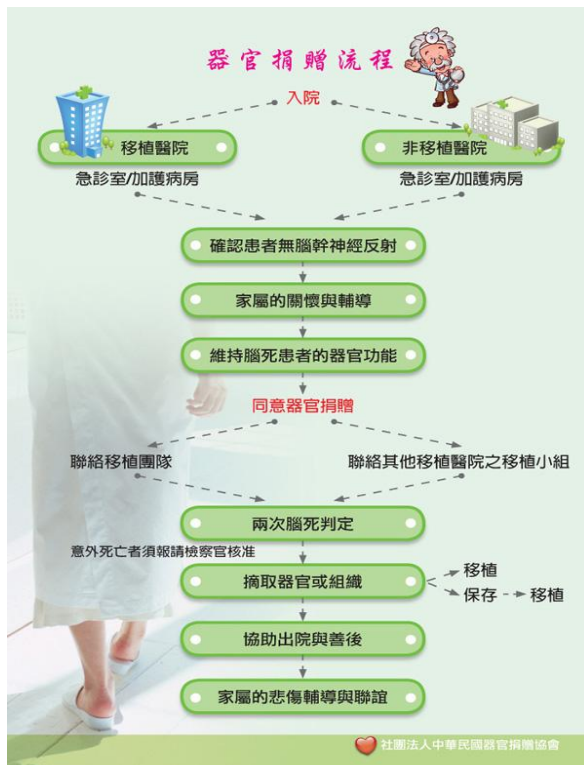 器官捐贈流程
入院
移植醫院
非移植醫院
急診室/加護病房
急診室/加護病房
確認患者無腦幹神經反射
家屬的關懷與輔導
維持腦死患者的器官功能
同意器官捐贈
聯絡移植團隊
聯絡其他移植醫院之移植小組
兩次腦死判定
意外死亡者須報請檢察官核准
摘取器官或組織
移植
保存
移植
協助出院與善後
家屬的悲傷輔導與聯誼
社團法人中華民國器官捐贈協會